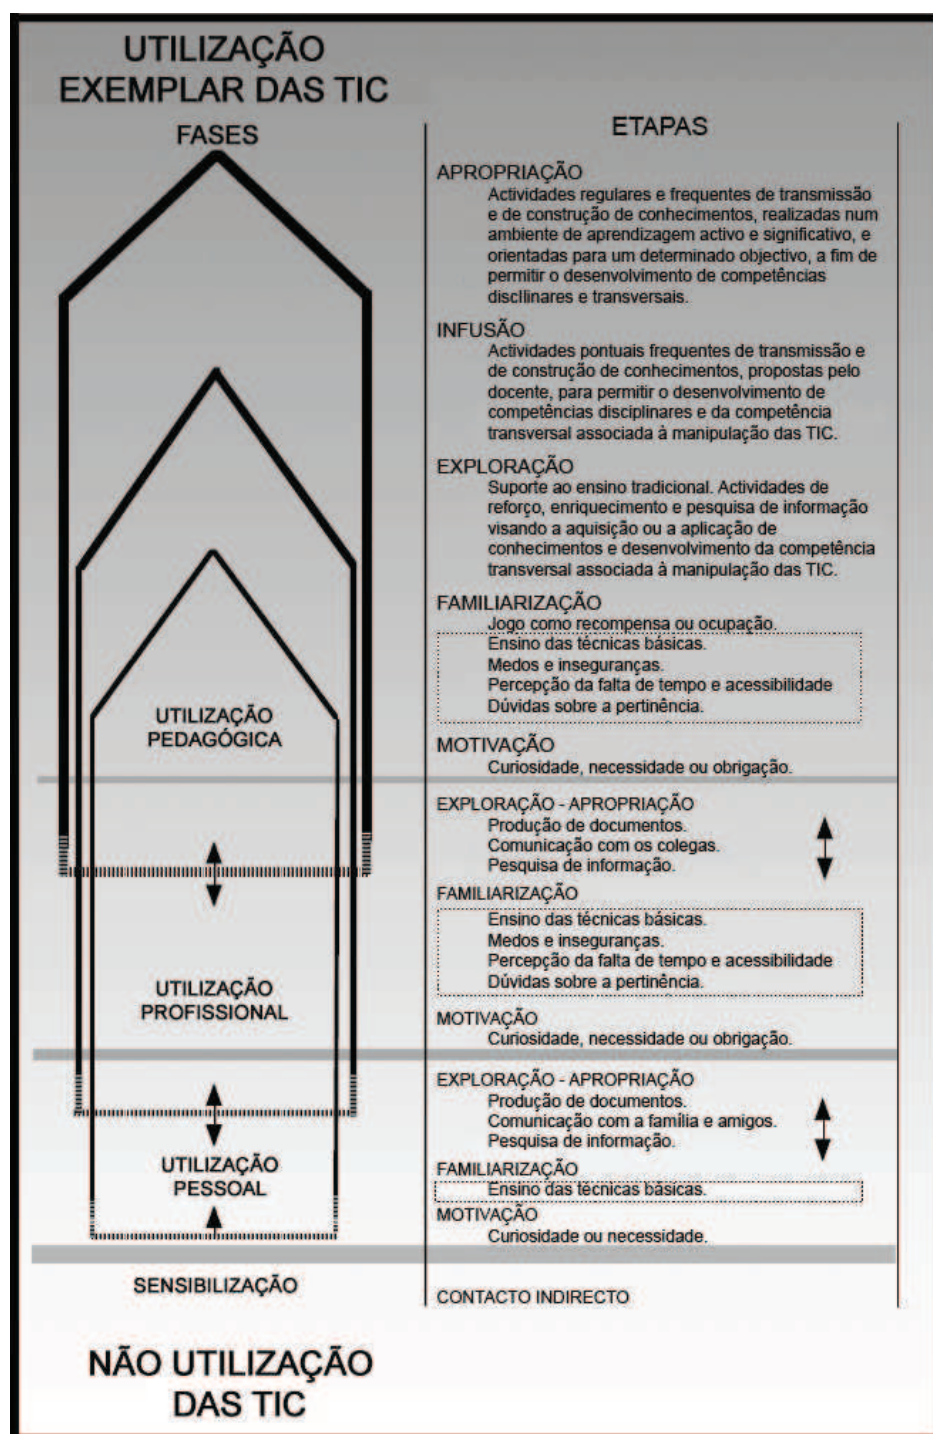 UTILIZAÇÃO
EXEMPLAR DAS TIC
FASES
UTILIZAÇÃO
PEDAGÓGICA
UTILIZAÇÃO
PROFISSIONAL
UTILIZAÇÃO
PESSOAL
SENSIBILIZAÇÃO
NÃO UTILIZAÇÃO
DAS TIC
ETAPAS
APROPRIAÇÃO
Actividades regulares e frequentes de transmissão
e de construção de conhecimentos, realizadas num
ambiente de aprendizagem activo e significativo, e
orientadas para um determinado objectivo, a fim de
permitir o desenvolvimento de competências
discllinares e transversais.
INFUSÃO
Actividades pontuais frequentes de transmissão e
de construção de conhecimentos, propostas pelo
docente, para permitir o desenvolvimento de
competências disciplinares e da competência
transversal associada à manipulação das TIC.
EXPLORAÇÃO
Suporte ao ensino tradicional. Actividades de
reforço, enriquecimento e pesquisa de informação
visando a aquisição ou a aplicação de
conhecimentos e desenvolvimento da competência
transversal associada à manipulação das TIC.
FAMILIARIZAÇÃO
Jogo como recompensa ou ocupação.
Ensino das técnicas básicas.
Medos e inseguranças.
Percepção da falta de tempo e acessibilidade
Dúvidas sobre a pertinência.
MOTIVAÇÃO
Curiosidade, necessidade ou obrigação.
EXPLORAÇÃO - APROPRIAÇÃO
Produção de documentos.
Comunicação com os colegas.
Pesquisa de informação.
FAMILIARIZAÇÃO
Ensino das técnicas básicas.
Medos e inseguranças.
Percepção da falta de tempo e acessibilidade
Dúvidas sobre a pertinência.
MOTIVAÇÃO
Curiosidade, necessidade ou obrigação.
EXPLORAÇÃO - APROPRIAÇÃO
Produção de documentos.
Comunicação com a família e amigos.
Pesquisa de informação.
FAMILIARIZAÇÃO
Ensino das técnicas básicas.
MOTIVAÇÃO
Curiosidade ou necessidade.
CONTACTO INDIRECTO